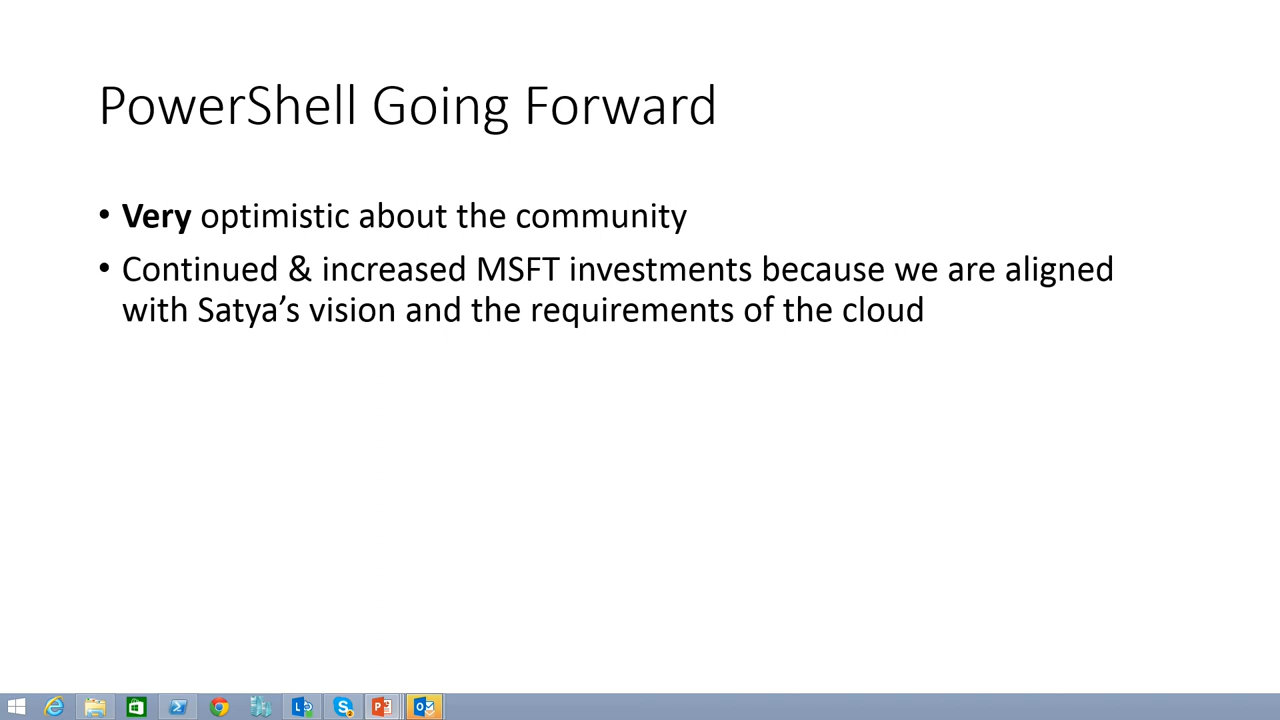 PowerShell Going Forward
• Very optimistic about the community
• Continued & increased MSFT investments because we are aligned
with Satya’s vision and the requirements of the cloud